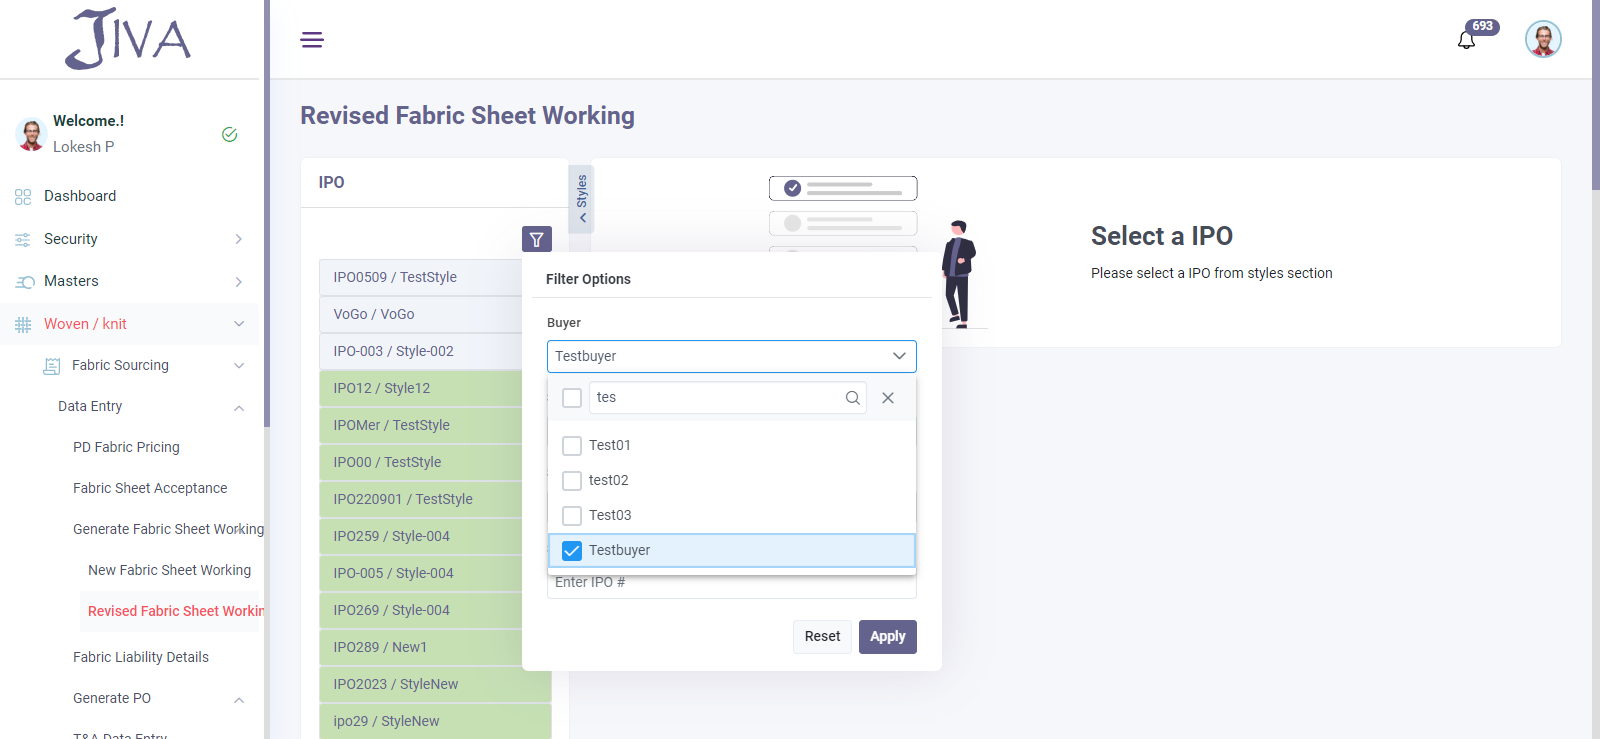 JIVA
693
Welcome.!
Lokesh P
Dashboard
Security
Masters
Woven / knit
Fabric Sourcing
Data Entry
PD Fabric Pricing
Fabric Sheet Acceptance
Generate Fabric Sheet Working
New Fabric Sheet Working
Revised Fabric Sheet Workin
Fabric Liability Details
Generate PO
T&A Data Entry
Revised Fabric Sheet Working
IPO
Styles
IPO0509 / TestStyle
VoGo / VoGo
IPO-003 / Style-002
IPO12 / Style12
IPOMer / TestStyle
IPO00 / TestStyle
IPO220901 / TestStyle
IPO259 / Style-004
IPO-005 / Style-004
IPO269 / Style-004
IPO289 / New1
IPO2023 / StyleNew
ipo29 / StyleNew
Filter Options
Buyer
Testbuyer
tes
Test01
test02
Test03
Testbuyer
Enter IPO #
Reset
Apply
Select a IPO
Please select a IPO from styles section